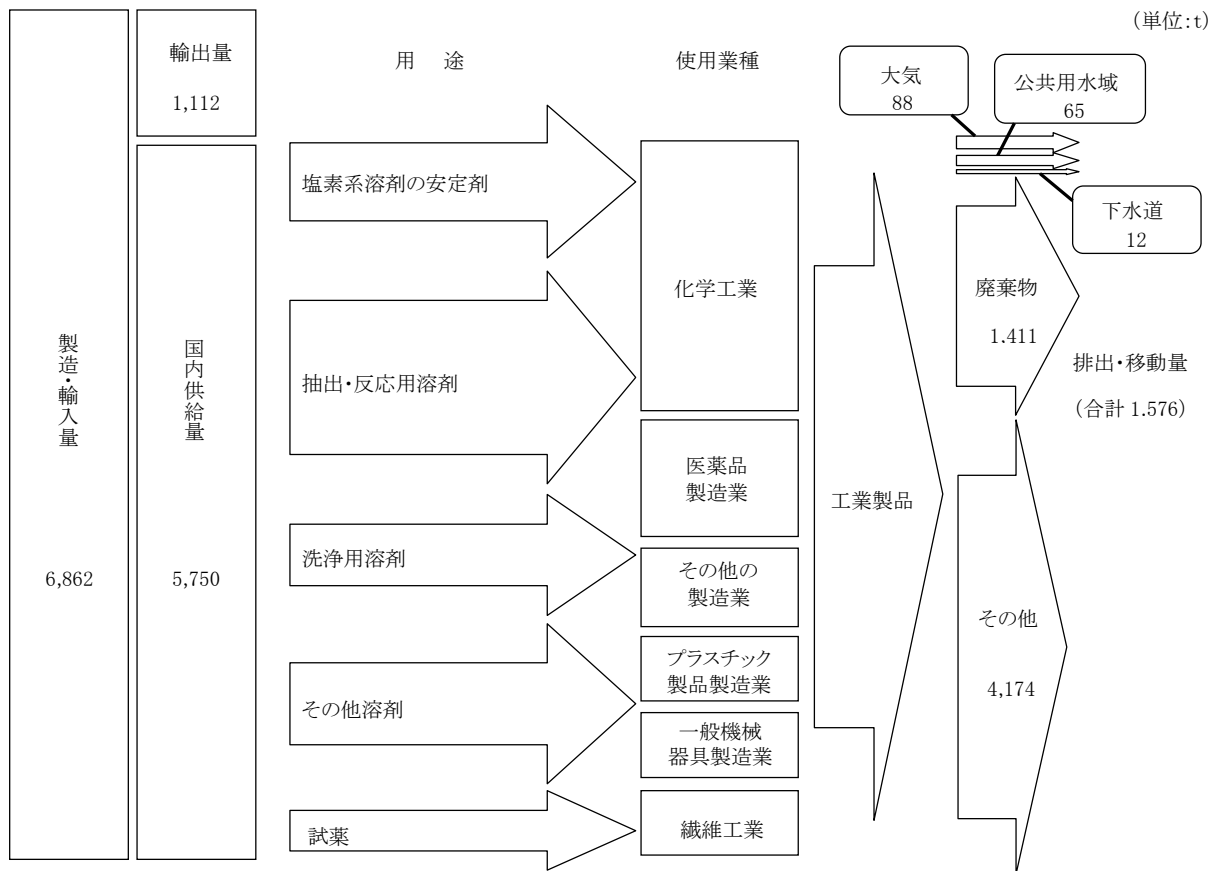 (単位:t)
製造・輸入量
6,862
輸出量
1,112
国内供給量
5,750
用 途
塩素系溶剤の安定剤
抽出・反応用溶剤
洗浄用溶剤
その他溶剤
試薬
使用業種
化学工業
医薬品
製造業
その他の
製造業
プラスチック
製品製造業
一般機械
器具製造業
繊維工業
工業製品
大気
88
公共用水域
65
下水道
12
廃棄物
1.411
排出・移動量
(合計 1.576)
その他
4,174